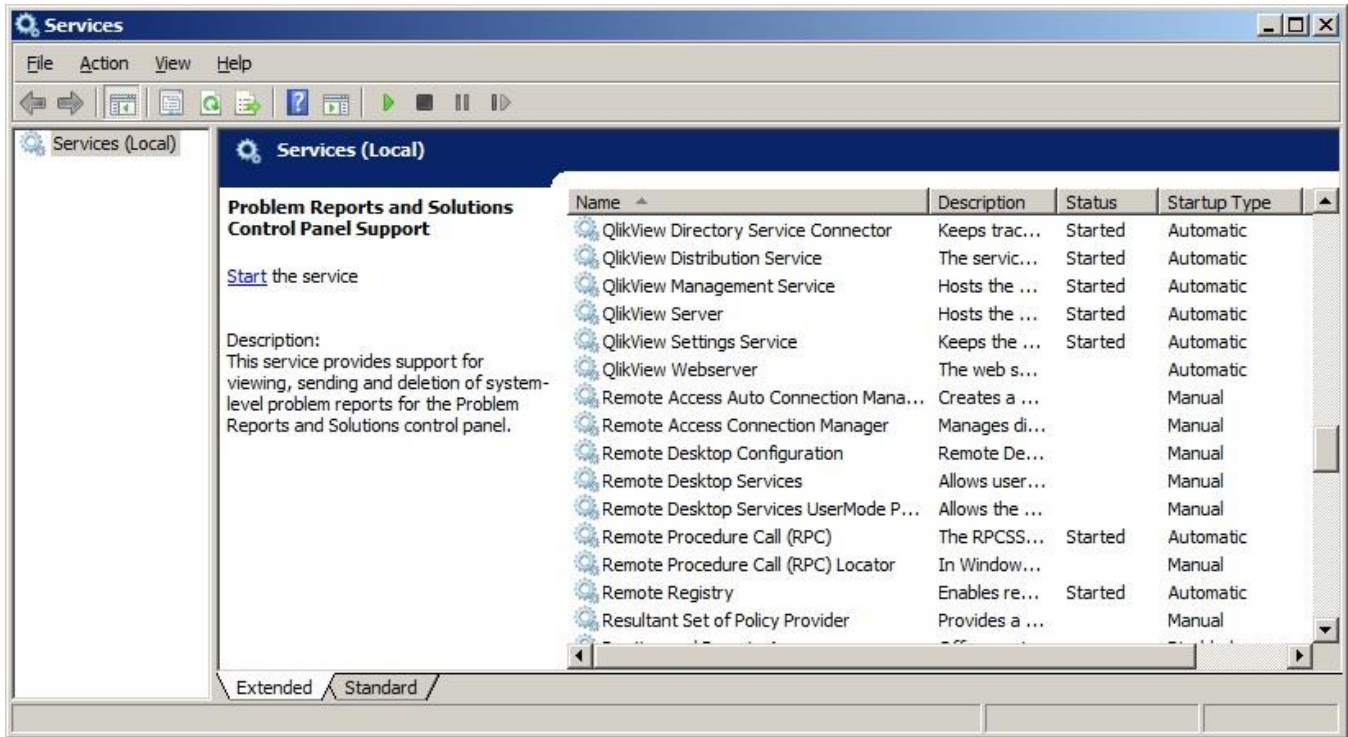 Services
File Action View Help
Services (Local)
Services (Local)
Problem Reports and Solutions
Control Panel Support
Start the service
Description:
This service provides support for
viewing, sending and deletion of system-
level problem reports for the Problem
Reports and Solutions control panel.
Name Description Status Startup Type
QlikView Directory Service Connector Keeps trac... Started Automatic
QlikView Distribution Service The servic... Started Automatic
QlikView Management Service Hosts the ... Started Automatic
QlikView Server Hosts the ... Started Automatic
QlikView Settings Service Keeps the ... Started Automatic
QlikView Webserver The web s... Automatic
Remote Access Auto Connection Mana... Creates a ... Manual
Remote Access Connection Manager Manages di... Manual
Remote Desktop Configuration Remote De... Manual
Remote Desktop Services Allows user... Manual
Remote Desktop Services UserMode P... Allows the ... Manual
Remote Procedure Call (RPC) The RPCSS... Started Automatic
Remote Procedure Call (RPC) Locator In Window... Manual
Remote Registry Enables re... Started Automatic
Resultant Set of Policy Provider Provides a ... Manual
Extended Standard